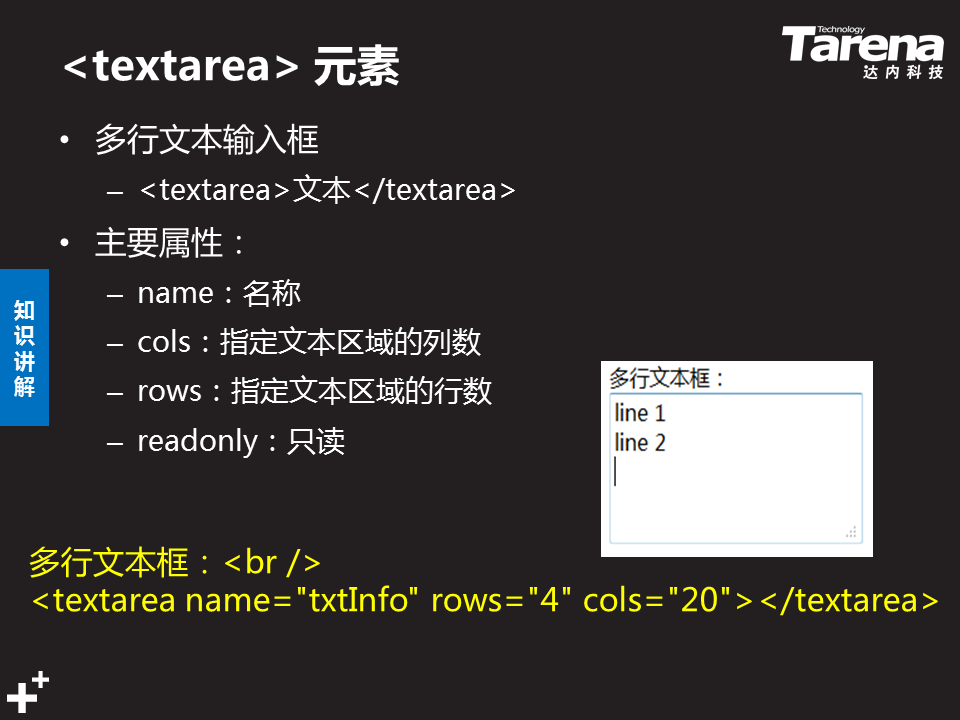 <textarea> 元素
Technology
Tarena
达内科技
• 多行文本输入框
– <textarea>文本</textarea>
• 主要属性：
– name：名称
– cols：指定文本区域的列数
– rows：指定文本区域的行数
– readonly：只读
知识讲解
多行文本框：
line 1
line 2
多行文本框：<br />
<textarea name="txtInfo" rows="4" cols="20"></textarea>